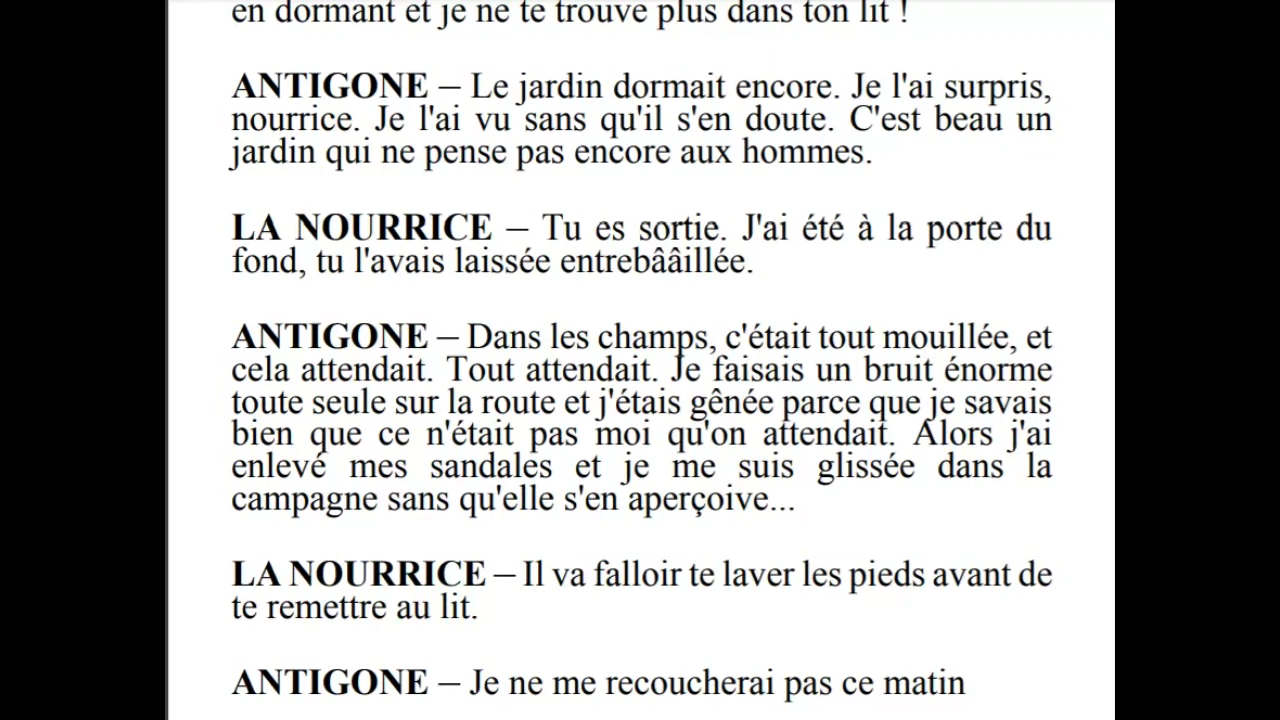 en dormant et je ne te trouve plus dans ton lit !
ANTIGONE – Le jardin dormait encore. Je l'ai surpris,
nourrice. Je l'ai vu sans qu'il s'en doute. C'est beau un
jardin qui ne pense pas encore aux hommes.
LA NOURRICE – Tu es sortie. J'ai été à la porte du
fond, tu l'avais laissée entrebââillée.
ANTIGONE – Dans les champs, c'était tout mouillée, et
cela attendait. Tout attendait. Je faisais un bruit énorme
toute seule sur la route et j'étais gênée parce que je savais
bien que ce n'était pas moi qu'on attendait. Alors j'ai
enlevé mes sandales et je me suis glissée dans la
campagne sans qu'elle s'en aperçoive...
LA NOURRICE – Il va falloir te laver les pieds avant de
te remettre au lit.
ANTIGONE – Je ne me recoucherai pas ce matin